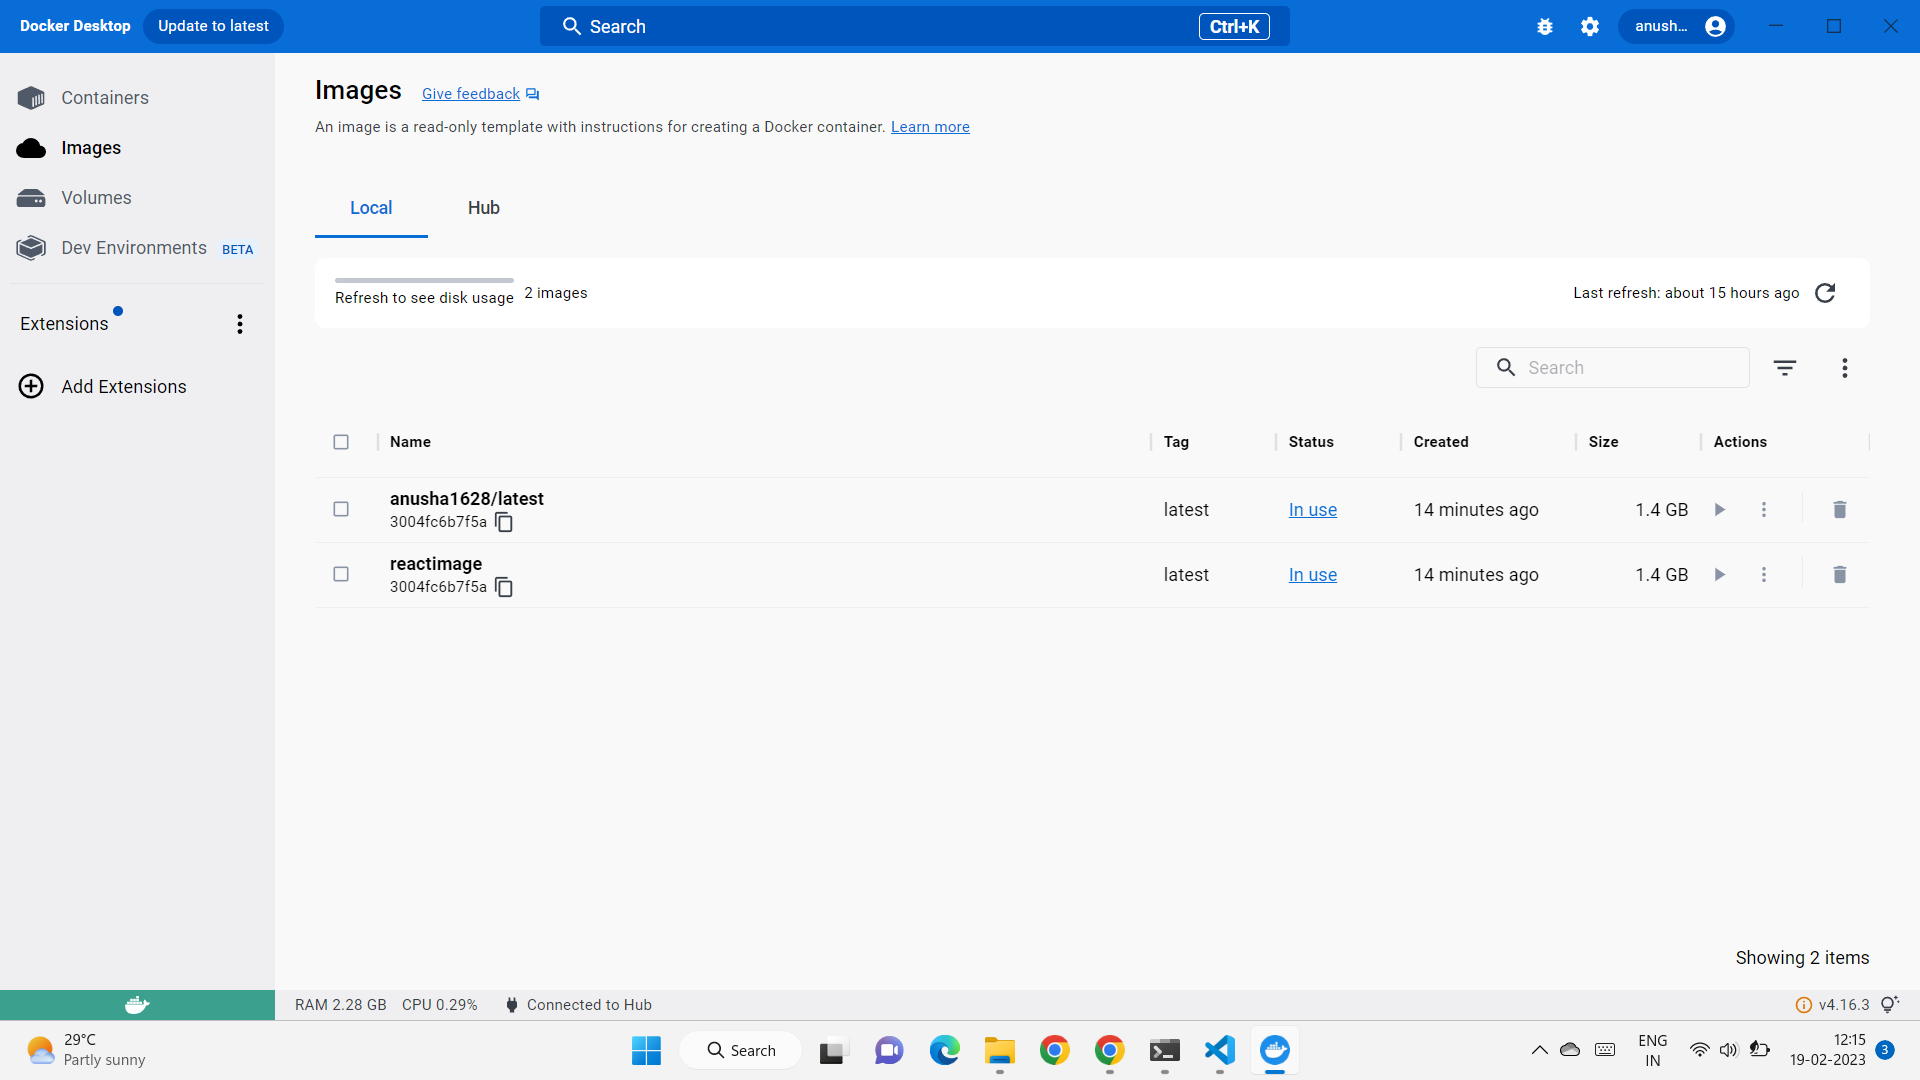 Docker Desktop
Update to latest
Search
Ctrl+K
anush...
Containers
Images
Volumes
Dev Environments BETA
Extensions
Add Extensions
Images
Give feedback
An image is a read-only template with instructions for creating a Docker container. Learn more
Local
Hub
Refresh to see disk usage
2 images
Last refresh: about 15 hours ago
Search
Name Tag Status Created Size Actions
anusha1628/latest
3004fc6b7f5a
latest In use 14 minutes ago 1.4 GB
reactimage
3004fc6b7f5a
latest In use 14 minutes ago 1.4 GB
Showing 2 items
RAM 2.28 GB CPU 0.29% Connected to Hub
v4.16.3
29°C
Partly sunny
Search
ENG
IN
12:15
19-02-2023
3